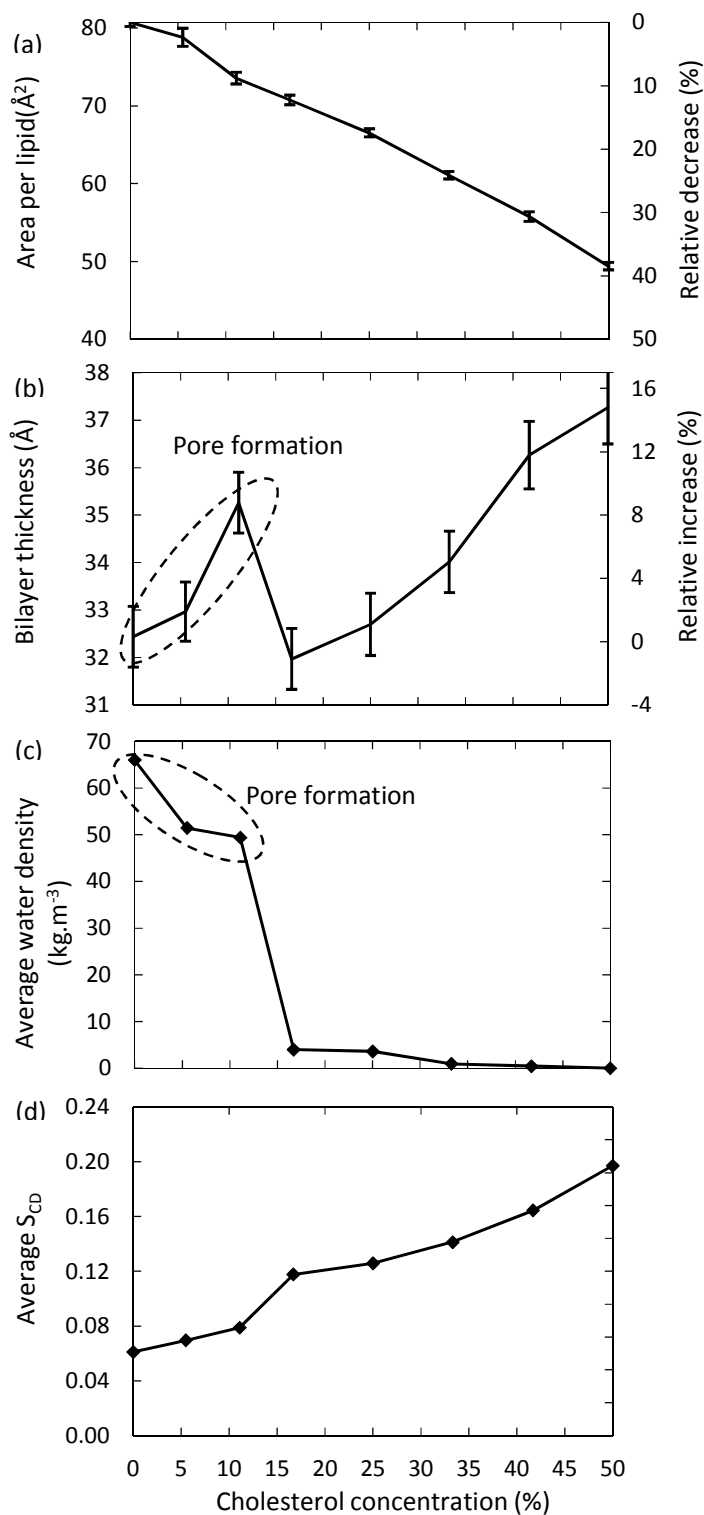 (a)
Area per lipid(Å²)
80
70
60
50
40
0
10
20
30
40
50
Relative decrease (%)
(b)
Bilayer thickness (Å)
38
37
36
35
34
33
32
31
Pore formation
16
12
8
4
0
-4
Relative increase (%)
(c)
Average water density
(kg.m⁻³)
70
60
50
40
30
20
10
0
Pore formation
(d)
Average S_CD
0.24
0.20
0.16
0.12
0.08
0.04
0.00
0 5 10 15 20 25 30 35 40 45 50
Cholesterol concentration (%)